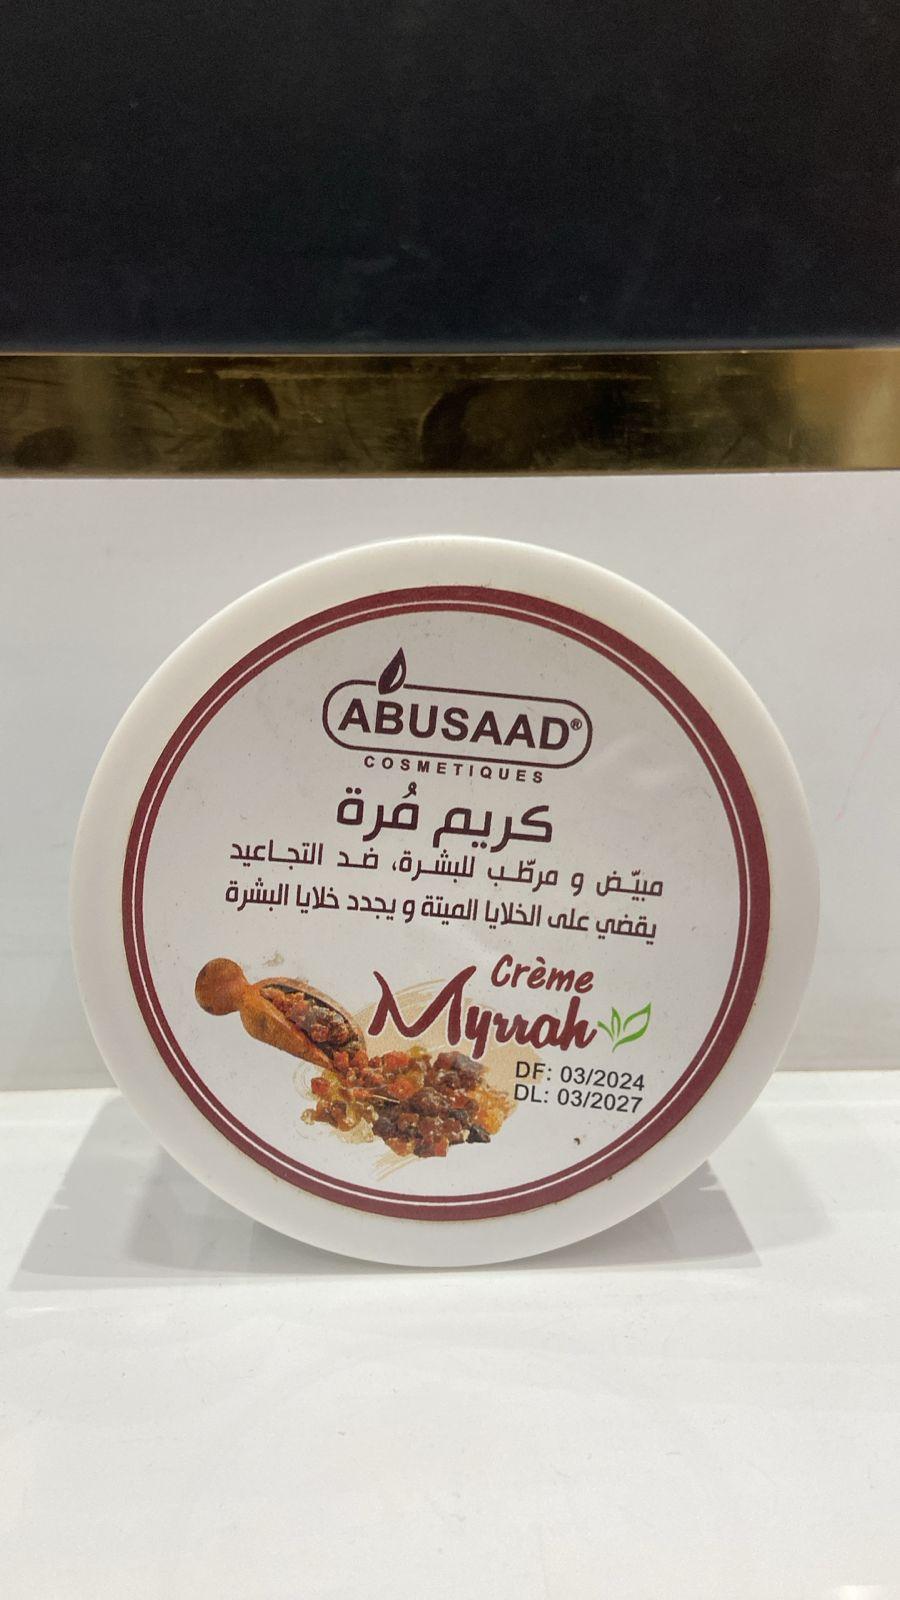 ABUSAAD®
COSMETIQUES
كريم مُرة
مبيّض و مرطّب للبشرة، ضد التجاعيد
يقضي على الخلايا الميتة و يجدد خلايا البشرة
Crème
Myrrah
DF: 03/2024
DL: 03/2027